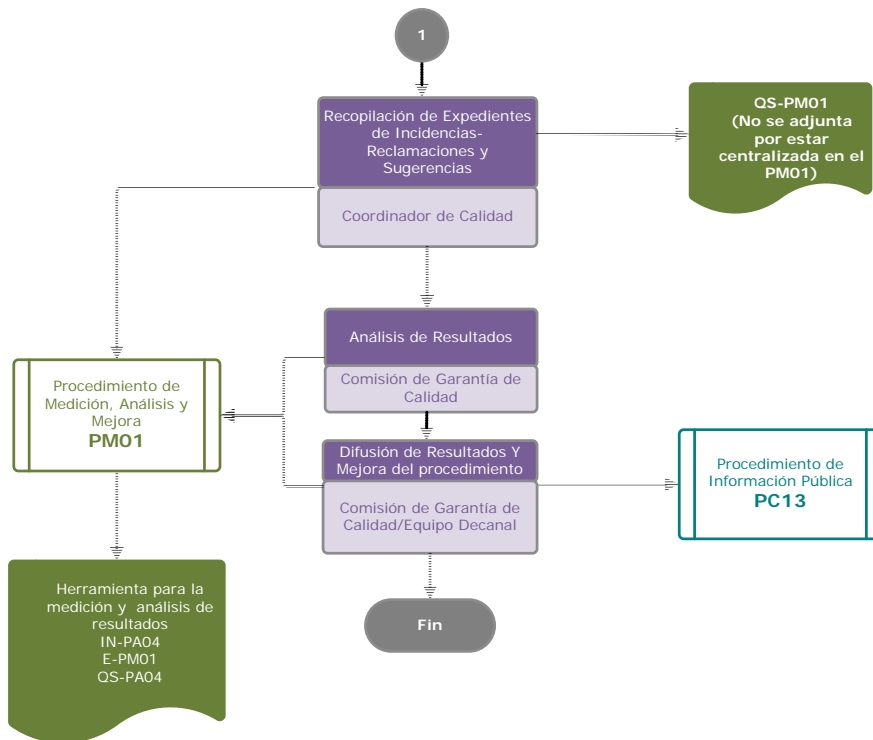 1
Recopilación de Expedientes
de Incidencias-
Reclamaciones y
Sugerencias
Coordinador de Calidad
QS-PM01
(No se adjunta
por estar
centralizada en el
PM01)
Análisis de Resultados
Comisión de Garantía de
Calidad
Procedimiento de
Medición, Análisis y
Mejora
PM01
Difusión de Resultados Y
Mejora del procedimiento
Comisión de Garantía de
Calidad/Equipo Decanal
Procedimiento de
Información Pública
PC13
Herramienta para la
medición y análisis de
resultados
IN-PA04
E-PM01
QS-PA04
Fin